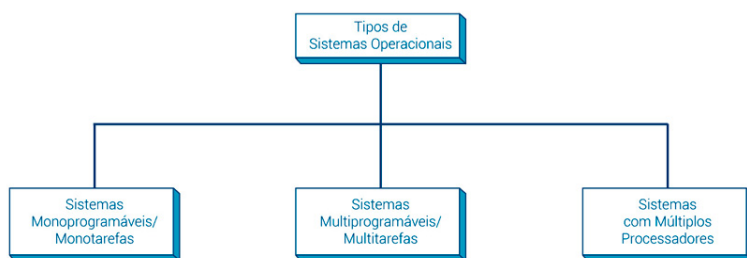 Tipos de
Sistemas Operacionais
Sistemas
Monoprogramáveis/
Monotarefas
Sistemas
Multiprogramáveis/
Multitarefas
Sistemas
com Múltiplos
Processadores